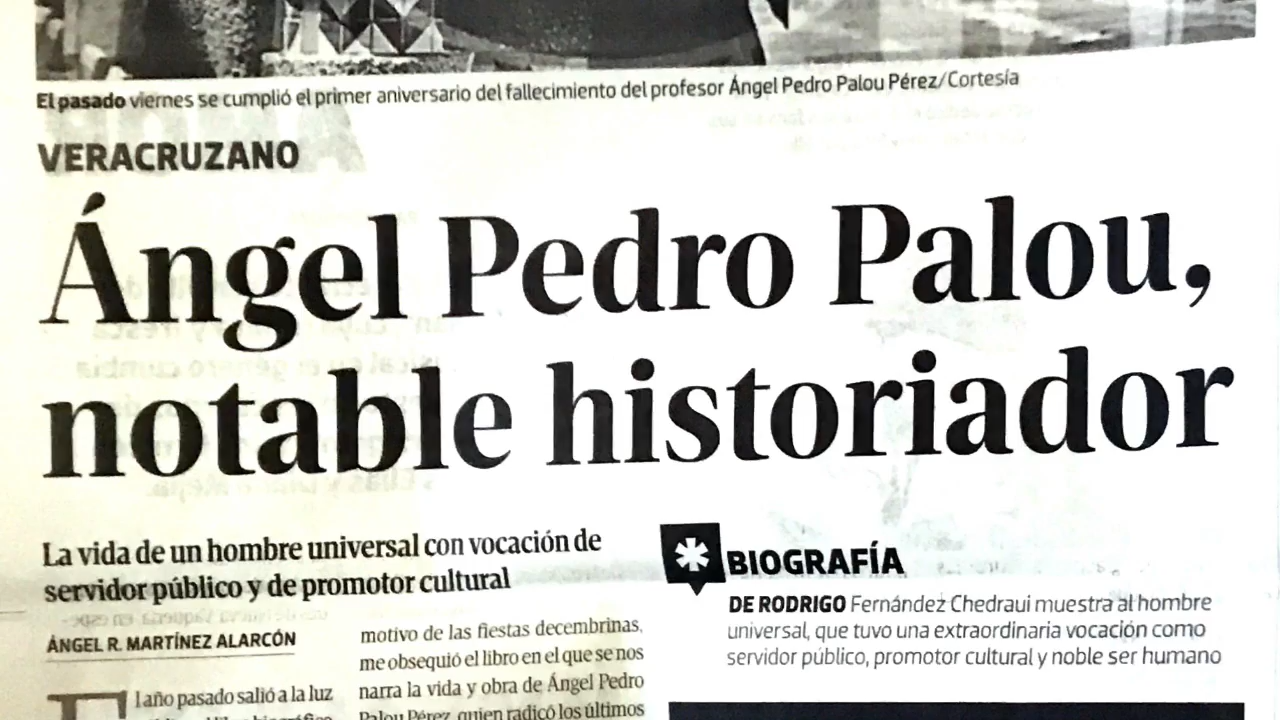 El pasado viernes se cumplió el primer aniversario del fallecimiento del profesor Ángel Pedro Palou Pérez/Cortesía
VERACRUZANO
Ángel Pedro Palou,
notable historiador
La vida de un hombre universal con vocación de
servidor público y de promotor cultural
ÁNGEL R. MARTÍNEZ ALARCÓN
El año pasado salió a la luz
motivo de las fiestas decembrinas,
me obsequió el libro en el que se nos
narra la vida y obra de Ángel Pedro
Palou Pérez, quien radicó los últimos
BIOGRAFÍA
DE RODRIGO Fernández Chedraui muestra al hombre
universal, que tuvo una extraordinaria vocación como
servidor público, promotor cultural y noble ser humano